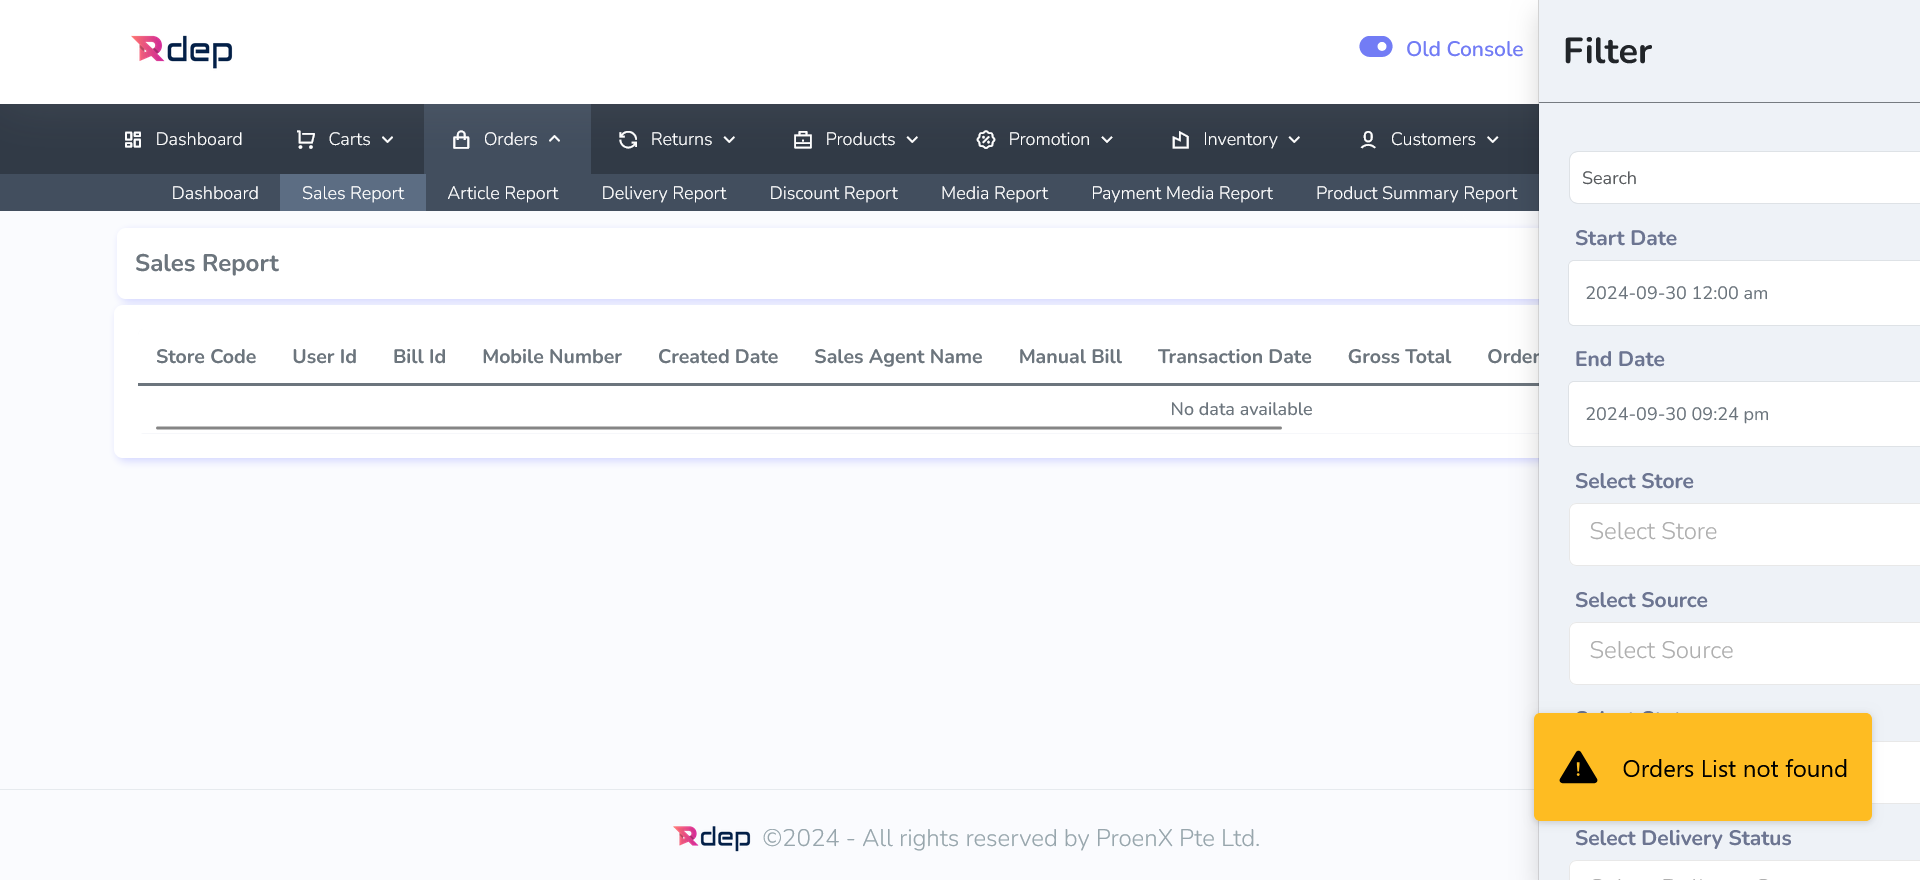 Rdep
Old Console
Filter
Dashboard Carts Orders Returns Products Promotion Inventory Customers
Dashboard Sales Report Article Report Delivery Report Discount Report Media Report Payment Media Report Product Summary Report
Search
Start Date
Sales Report
2024-09-30 12:00 am
Store Code User Id Bill Id Mobile Number Created Date Sales Agent Name Manual Bill Transaction Date Gross Total Order
End Date
No data available
2024-09-30 09:24 pm
Select Store
Select Store
Select Source
Select Source
Orders List not found
Rdep ©2024 - All rights reserved by ProenX Pte Ltd.
Select Delivery Status